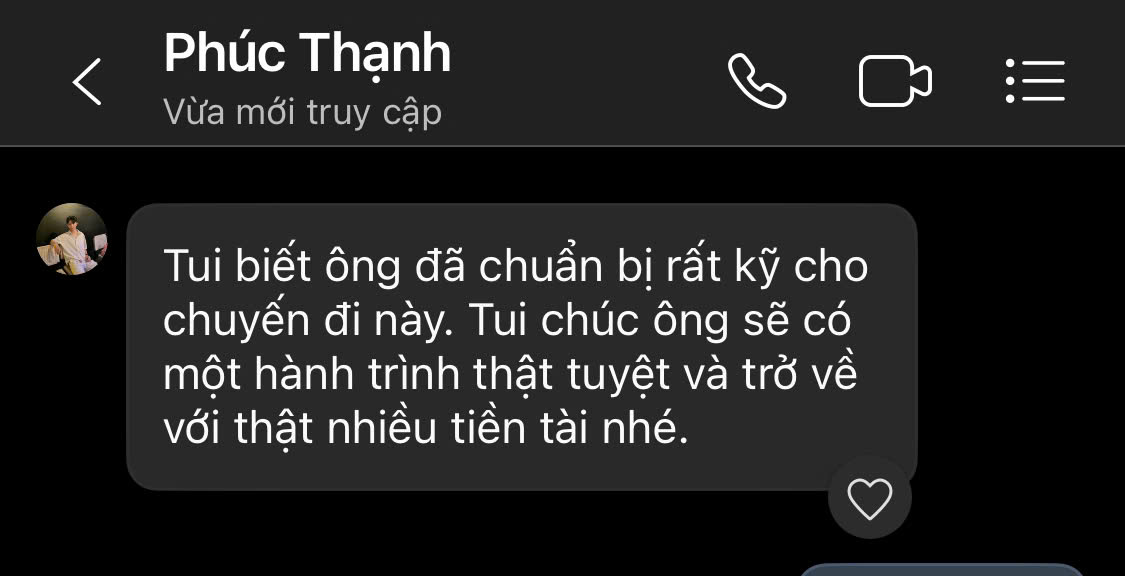 Phúc Thạnh
Vừa mới truy cập
Tui biết ông đã chuẩn bị rất kỹ cho
chuyến đi này. Tui chúc ông sẽ có
một hành trình thật tuyệt và trở về
với thật nhiều tiền tài nhé.